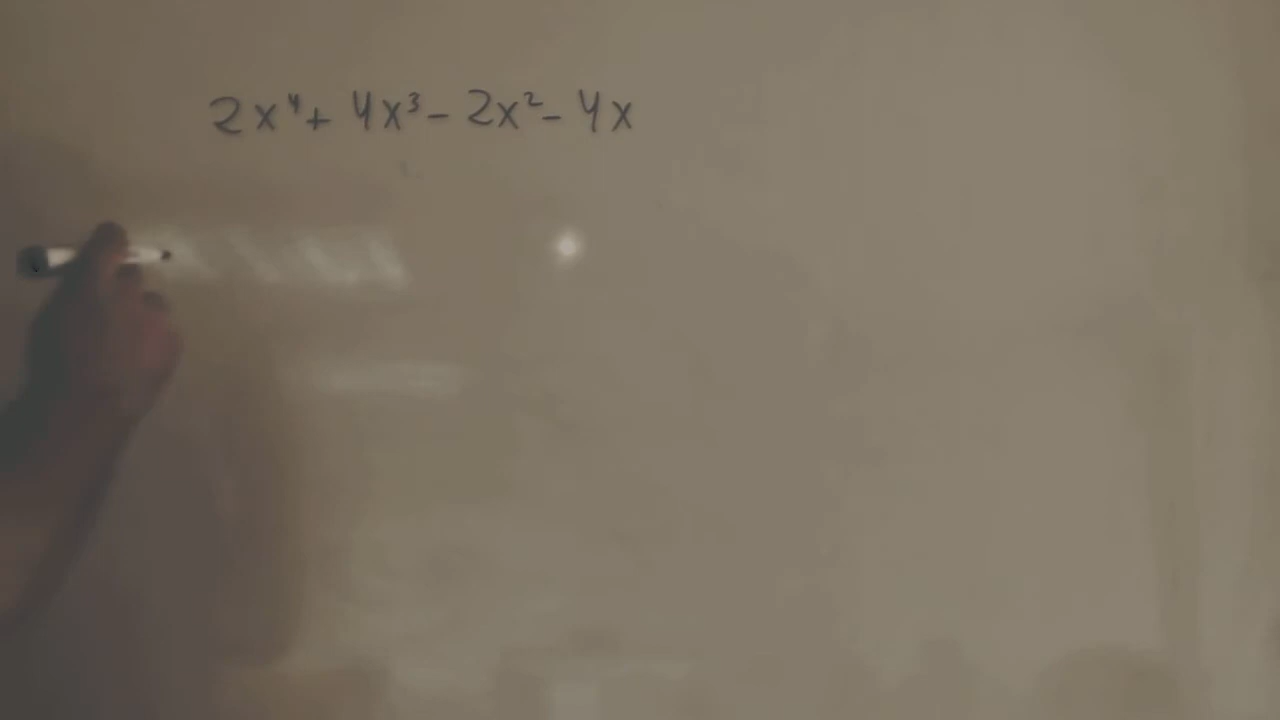 2x⁴ + 4x³ - 2x² - 4x